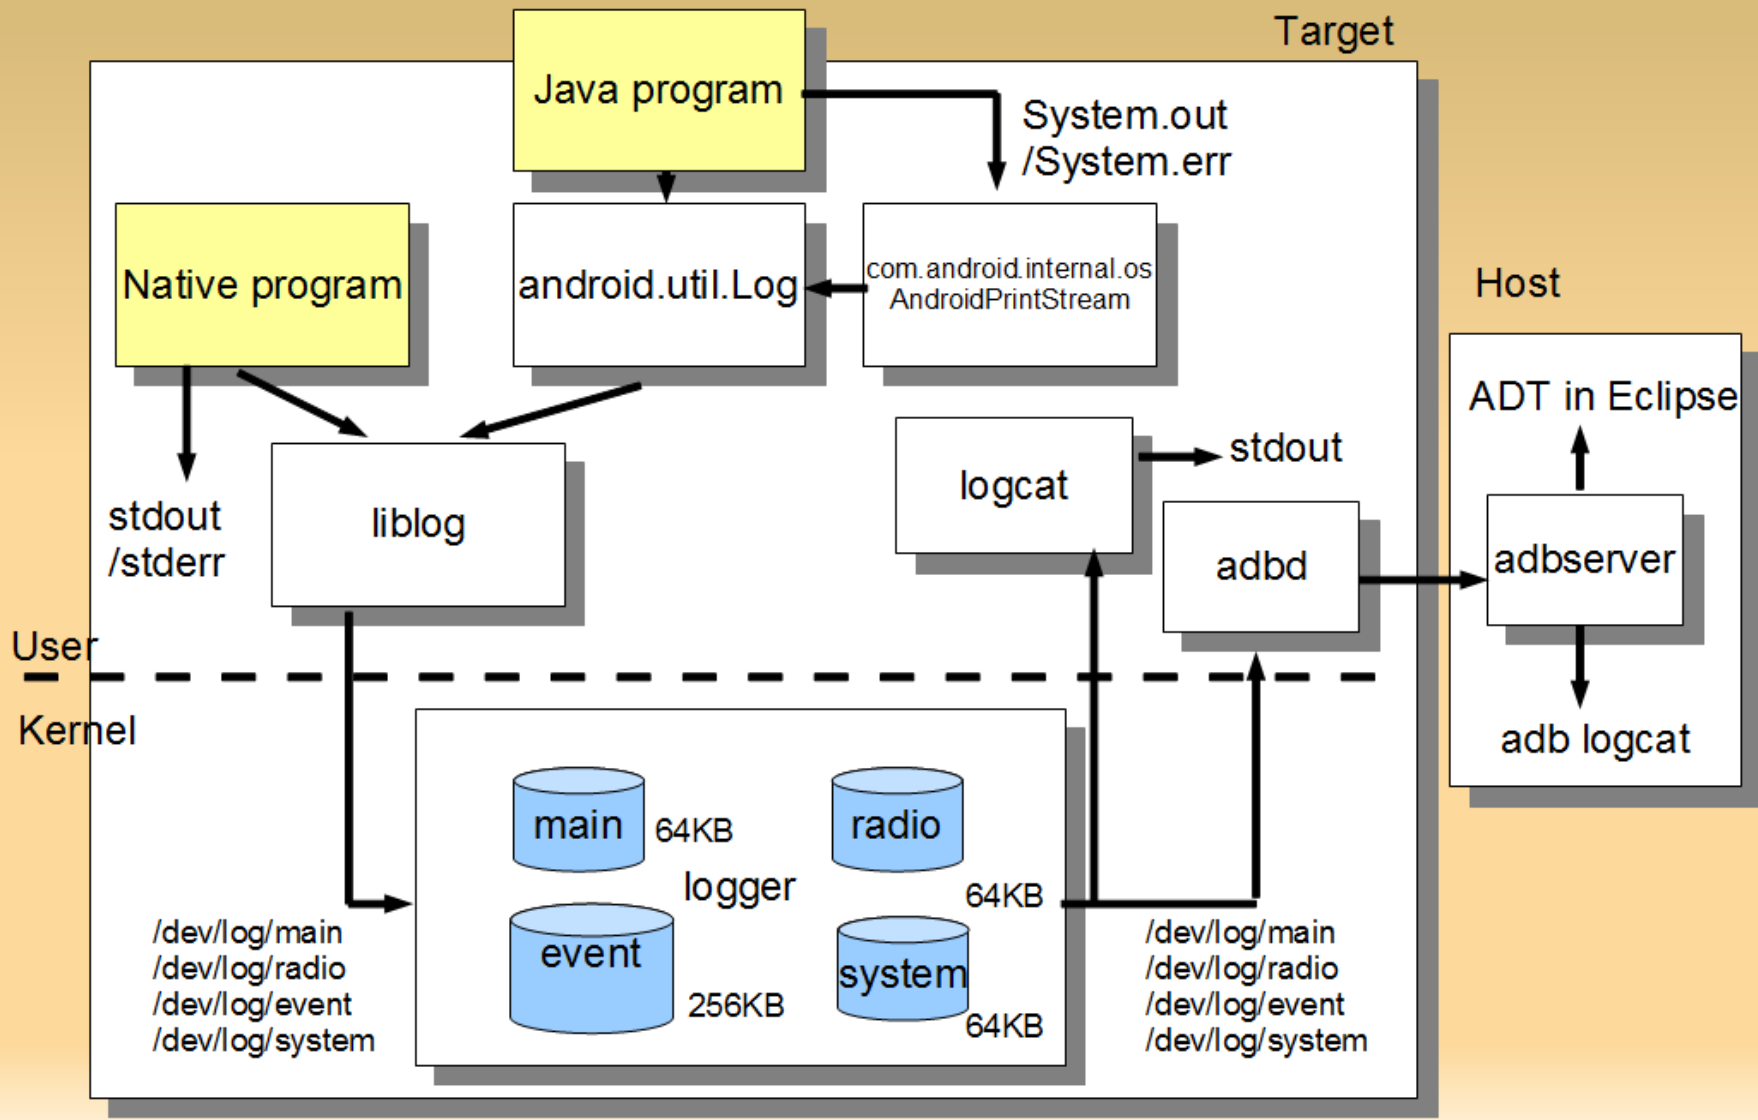 Target
Java program
System.out
/System.err
Native program
android.util.Log
com.android.internal.os
AndroidPrintStream
Host
ADT in Eclipse
logcat
stdout
stdout
/stderr
liblog
adbd
adbserver
User
Kernel
adb logcat
main
64KB
radio
logger
64KB
event
256KB
system
64KB
/dev/log/main
/dev/log/radio
/dev/log/event
/dev/log/system
/dev/log/main
/dev/log/radio
/dev/log/event
/dev/log/system